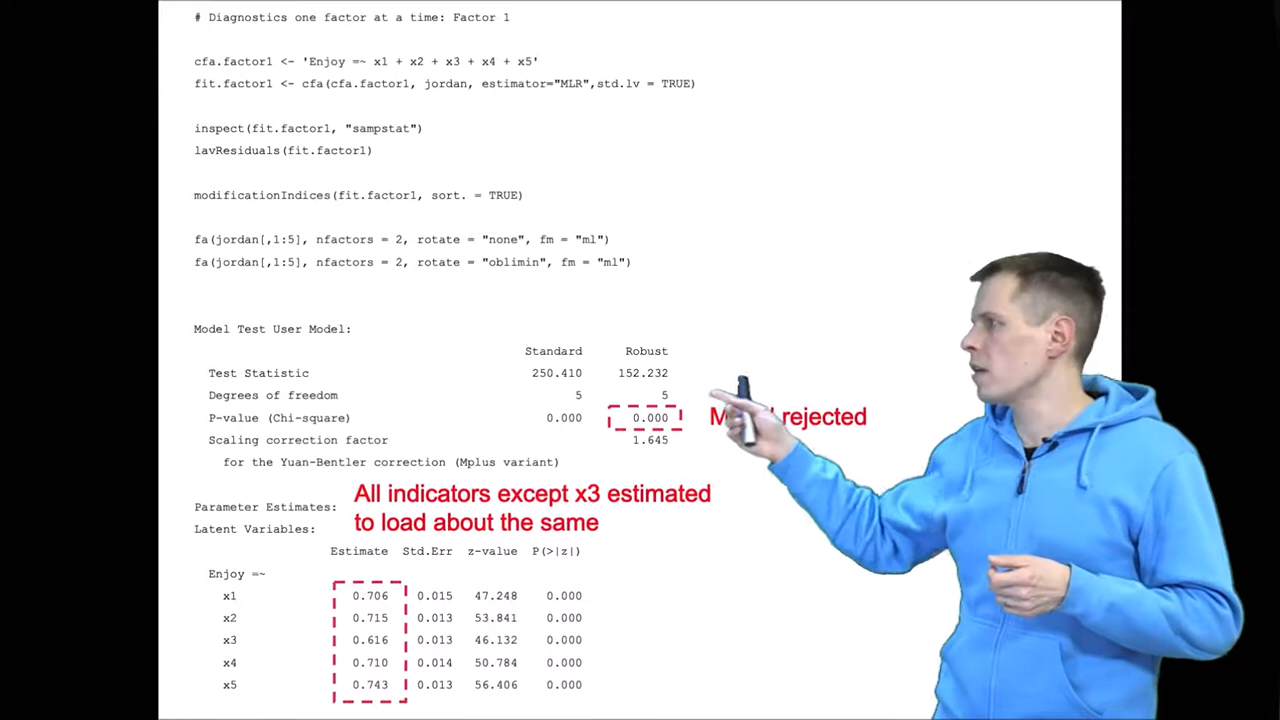 # Diagnostics one factor at a time: Factor 1
cfa.factor1 <- 'Enjoy =~ x1 + x2 + x3 + x4 + x5'
fit.factor1 <- cfa(cfa.factor1, jordan, estimator="MLR",std.lv = TRUE)
inspect(fit.factor1, "sampstat")
lavResiduals(fit.factor1)
modificationIndices(fit.factor1, sort. = TRUE)
fa(jordan[,1:5], nfactors = 2, rotate = "none", fm = "ml")
fa(jordan[,1:5], nfactors = 2, rotate = "oblimin", fm = "ml")
Model Test User Model:
Standard Robust
Test Statistic 250.410 152.232
Degrees of freedom 5 5
P-value (Chi-square) 0.000 0.000 rejected
Scaling correction factor 1.645
for the Yuan-Bentler correction (Mplus variant)
All indicators except x3 estimated
to load about the same
Parameter Estimates:
Latent Variables:
Estimate Std.Err z-value P(>|z|)
Enjoy =~
x1 0.706 0.015 47.248 0.000
x2 0.715 0.013 53.841 0.000
x3 0.616 0.013 46.132 0.000
x4 0.710 0.014 50.784 0.000
x5 0.743 0.013 56.406 0.000